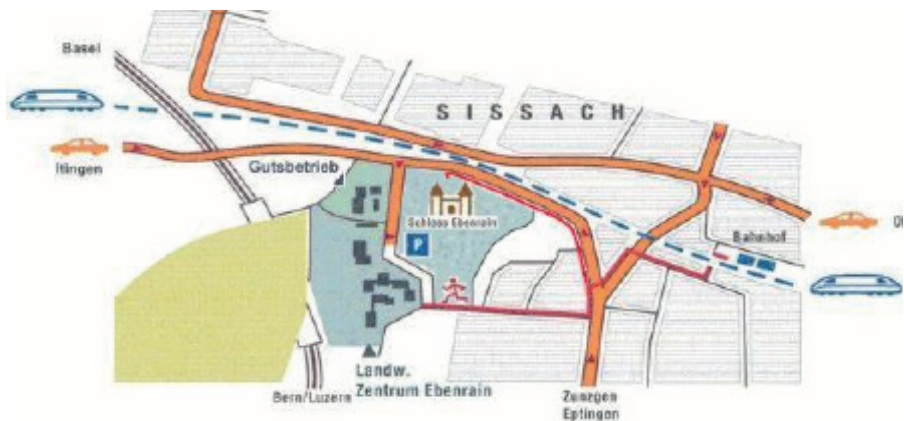 Basel
SISSACH
Itingen
Gutsbetrieb
Schloss Ebenrain
P
Bahnhof
Landw.
Zentrum Ebenrain
Bern/Luzern
Zunzgen
Eptingen